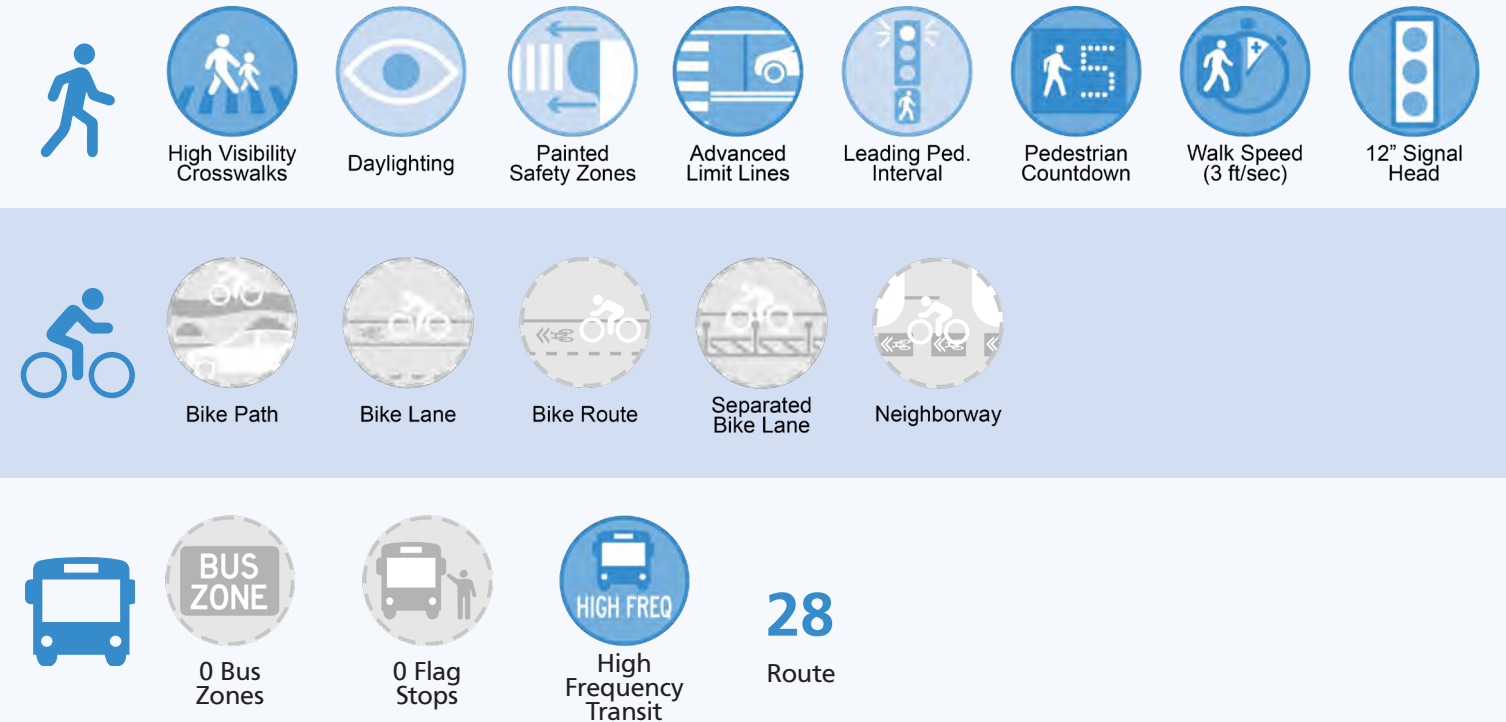 5
High Visibility
Crosswalks
Daylighting
Painted
Safety Zones
Advanced
Limit Lines
Leading Ped.
Interval
Pedestrian
Countdown
Walk Speed
(3 ft/sec)
12” Signal
Head
Bike Path
Bike Lane
Bike Route
Separated
Bike Lane
Neighborway
BUS
ZONE
0 Bus
Zones
0 Flag
Stops
HIGH FREQ
High
Frequency
Transit
28
Route